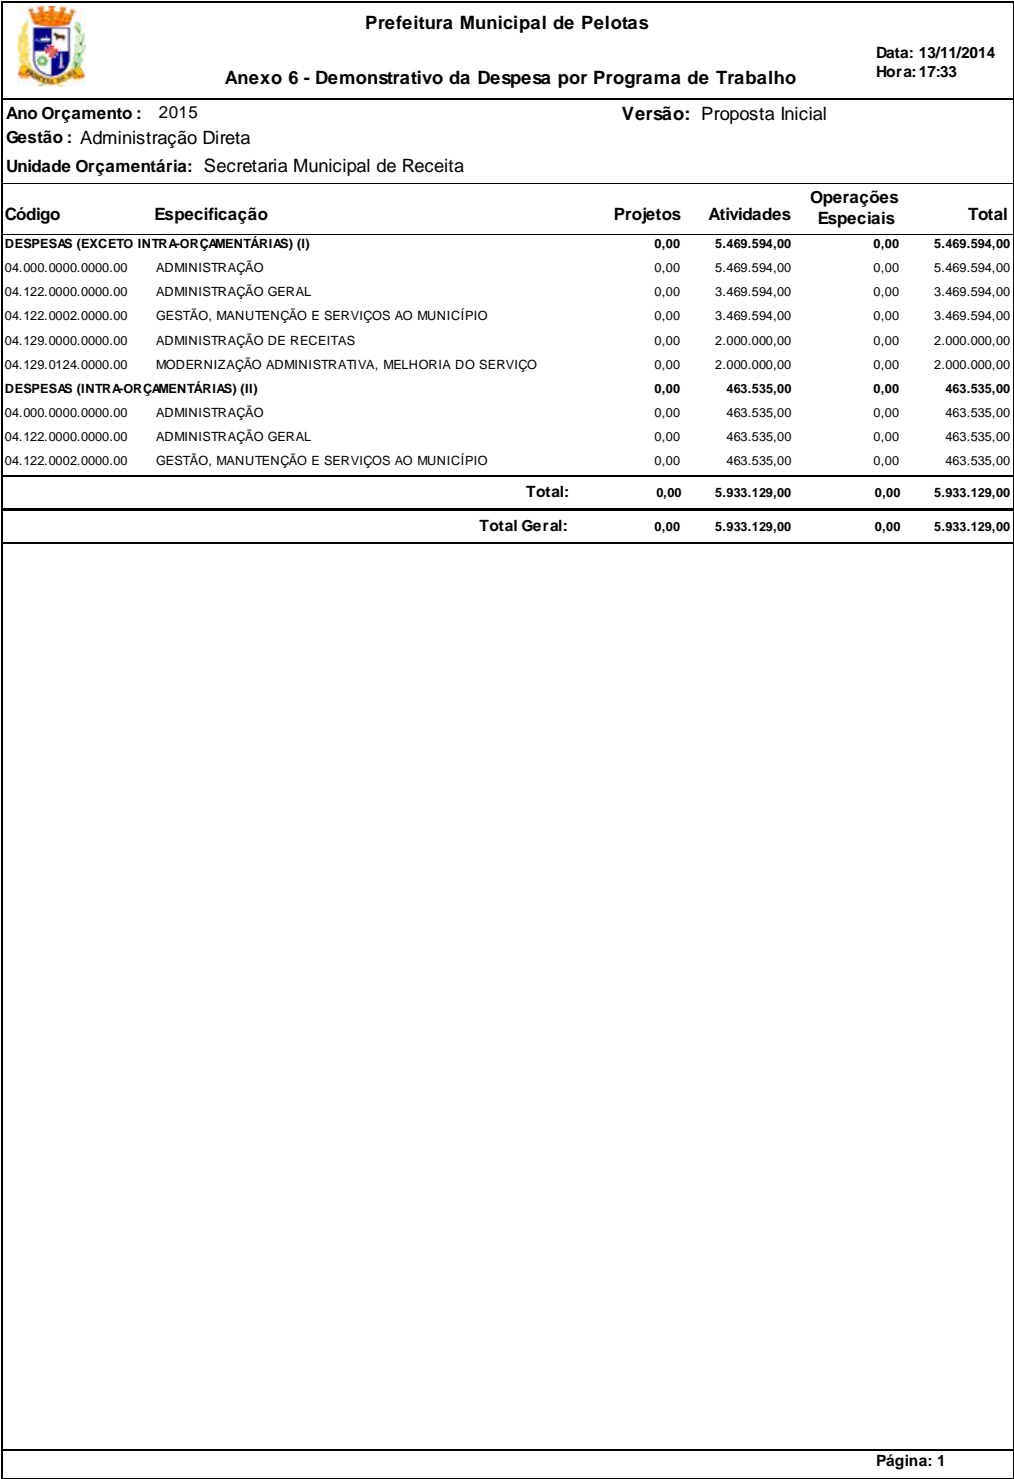 Prefeitura Municipal de Pelotas
Data: 13/11/2014
Hora: 17:33
Anexo 6 - Demonstrativo da Despesa por Programa de Trabalho
Ano Orçamento : 2015 Versão: Proposta Inicial
Gestão : Administração Direta
Unidade Orçamentária: Secretaria Municipal de Receita
Código Especificação Projetos Atividades Operações Especiais Total
DESPESAS (EXCETO INTRA-ORÇAMENTÁRIAS) (I) 0,00 5.469.594,00 0,00 5.469.594,00
04.000.0000.0000.00 ADMINISTRAÇÃO 0,00 5.469.594,00 0,00 5.469.594,00
04.122.0000.0000.00 ADMINISTRAÇÃO GERAL 0,00 3.469.594,00 0,00 3.469.594,00
04.122.0002.0000.00 GESTÃO, MANUTENÇÃO E SERVIÇOS AO MUNICÍPIO 0,00 3.469.594,00 0,00 3.469.594,00
04.129.0000.0000.00 ADMINISTRAÇÃO DE RECEITAS 0,00 2.000.000,00 0,00 2.000.000,00
04.129.0124.0000.00 MODERNIZAÇÃO ADMINISTRATIVA, MELHORIA DO SERVIÇO 0,00 2.000.000,00 0,00 2.000.000,00
DESPESAS (INTRA-ORÇAMENTÁRIAS) (II) 0,00 463.535,00 0,00 463.535,00
04.000.0000.0000.00 ADMINISTRAÇÃO 0,00 463.535,00 0,00 463.535,00
04.122.0000.0000.00 ADMINISTRAÇÃO GERAL 0,00 463.535,00 0,00 463.535,00
04.122.0002.0000.00 GESTÃO, MANUTENÇÃO E SERVIÇOS AO MUNICÍPIO 0,00 463.535,00 0,00 463.535,00
Total: 0,00 5.933.129,00 0,00 5.933.129,00
Total Geral: 0,00 5.933.129,00 0,00 5.933.129,00
Página: 1